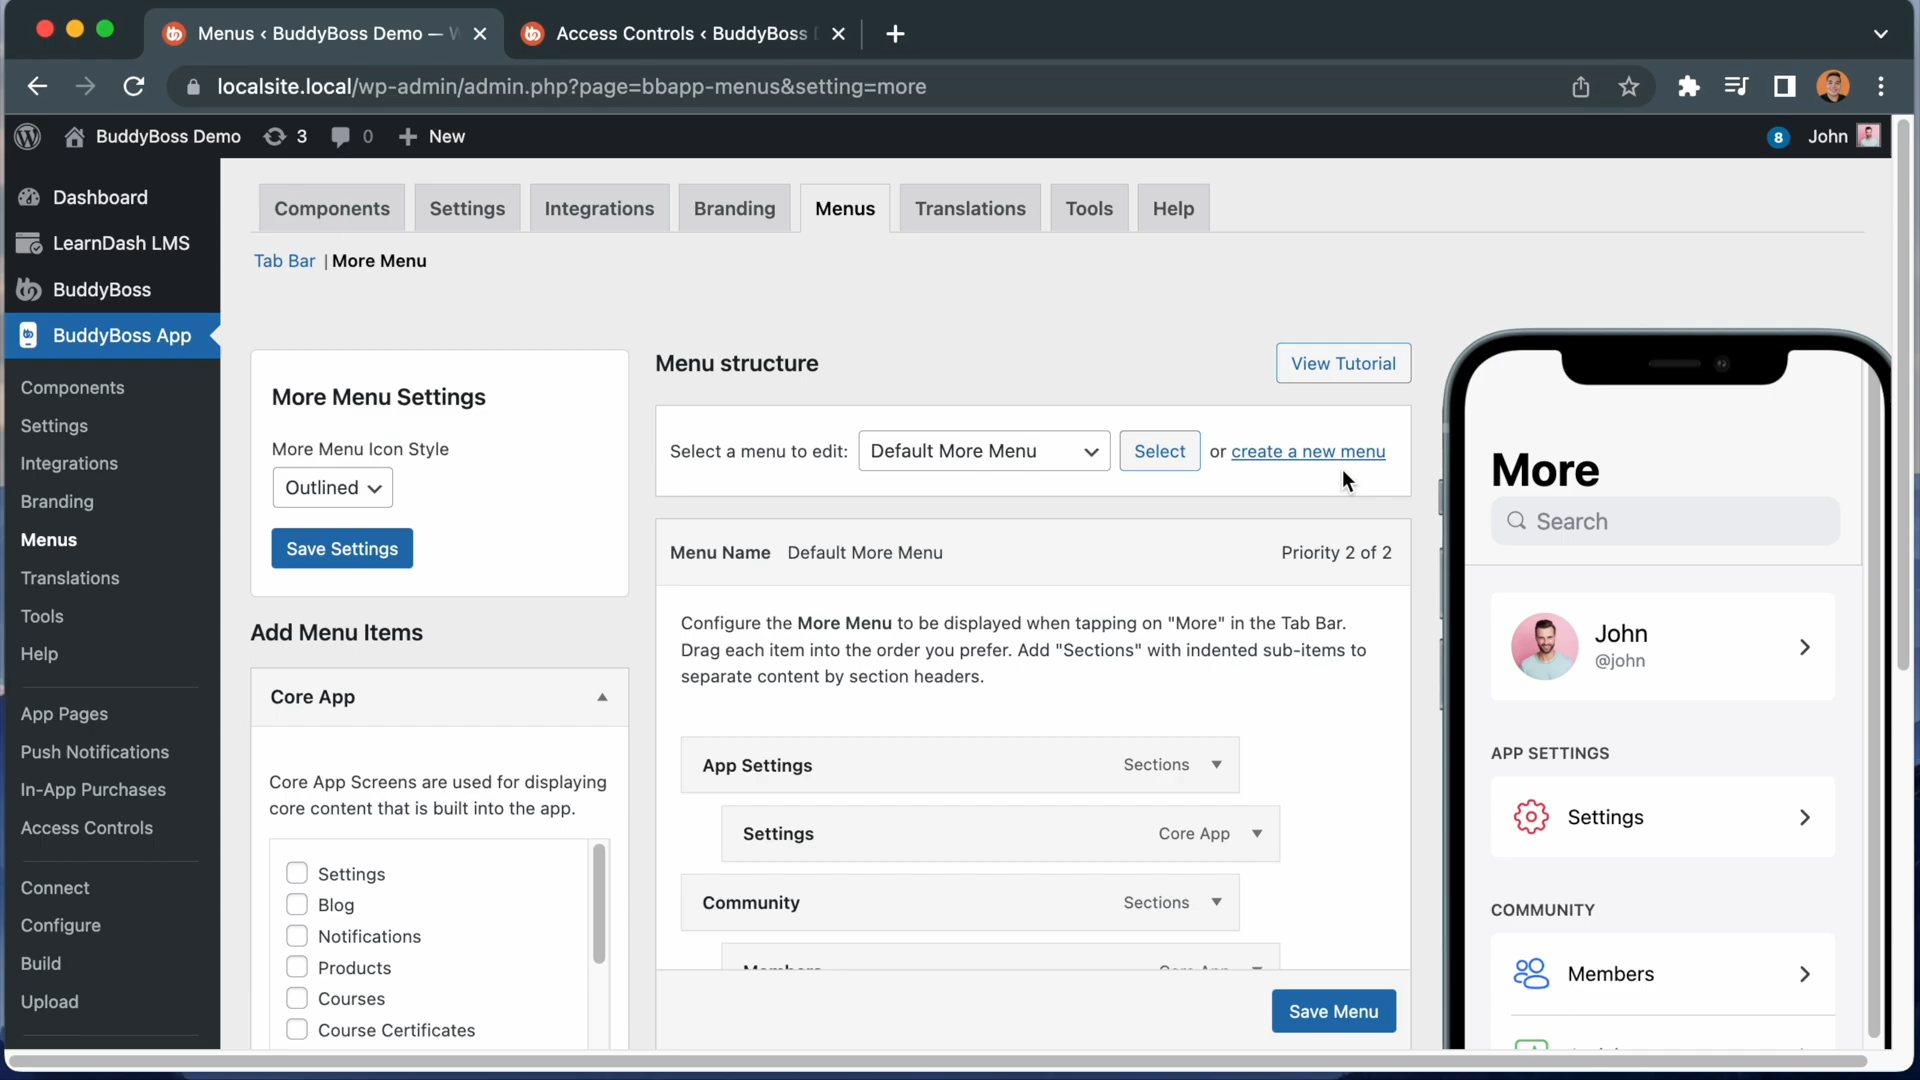 Menus < BuddyBoss Demo —
Access Controls < BuddyBoss
localsite.local/wp-admin/admin.php?page=bbapp-menus&setting=more
BuddyBoss Demo
3
0
New
8
John
Dashboard
LearnDash LMS
BuddyBoss
BuddyBoss App
Components
Settings
Integrations
Branding
Menus
Translations
Tools
Help
App Pages
Push Notifications
In-App Purchases
Access Controls
Connect
Configure
Build
Upload
Components
Settings
Integrations
Branding
Menus
Translations
Tools
Help
Tab Bar | More Menu
More Menu Settings
More Menu Icon Style
Outlined
Save Settings
Add Menu Items
Core App
Core App Screens are used for displaying
core content that is built into the app.
Settings
Blog
Notifications
Products
Courses
Course Certificates
Menu structure
View Tutorial
Select a menu to edit: Default More Menu Select or create a new menu
Menu Name Default More Menu Priority 2 of 2
Configure the More Menu to be displayed when tapping on "More" in the Tab Bar.
Drag each item into the order you prefer. Add "Sections" with indented sub-items to
separate content by section headers.
App Settings Sections
Settings Core App
Community Sections
Save Menu
More
Search
John
@john
APP SETTINGS
Settings
COMMUNITY
Members